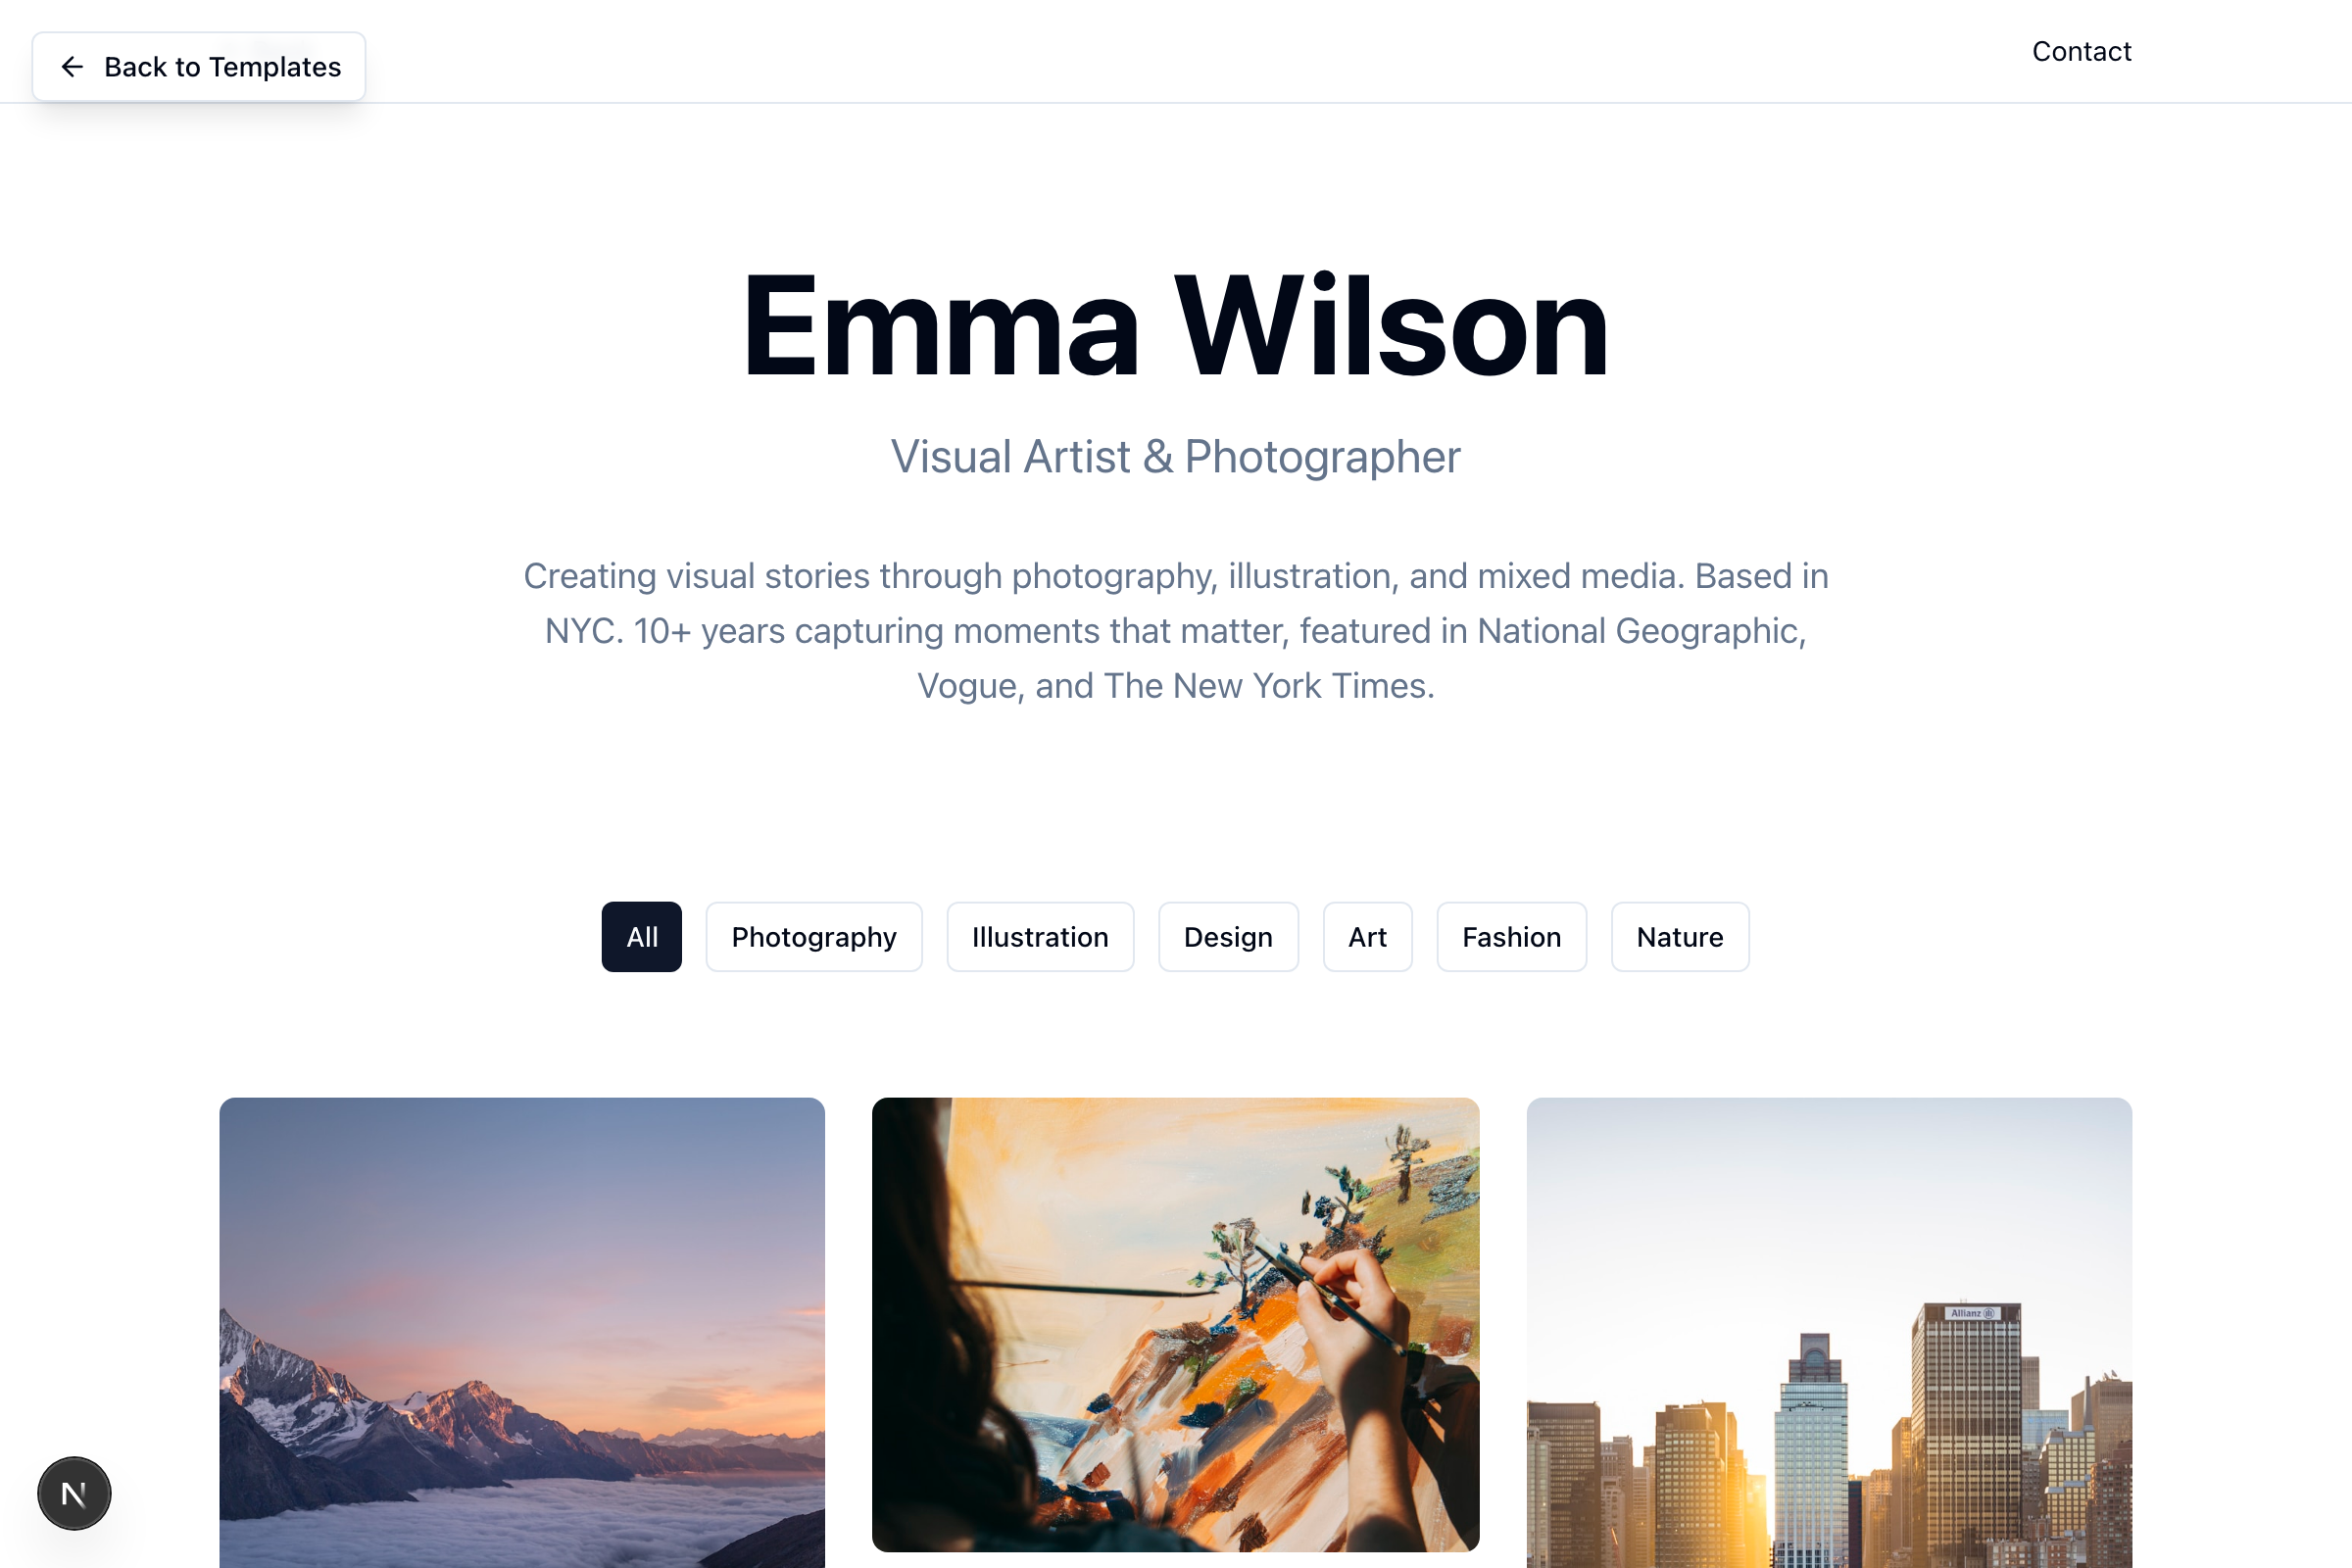 Back to Templates
Contact
Emma Wilson
Visual Artist & Photographer
Creating visual stories through photography, illustration, and mixed media. Based in
NYC. 10+ years capturing moments that matter, featured in National Geographic,
Vogue, and The New York Times.
All
Photography
Illustration
Design
Art
Fashion
Nature
Allianz
N